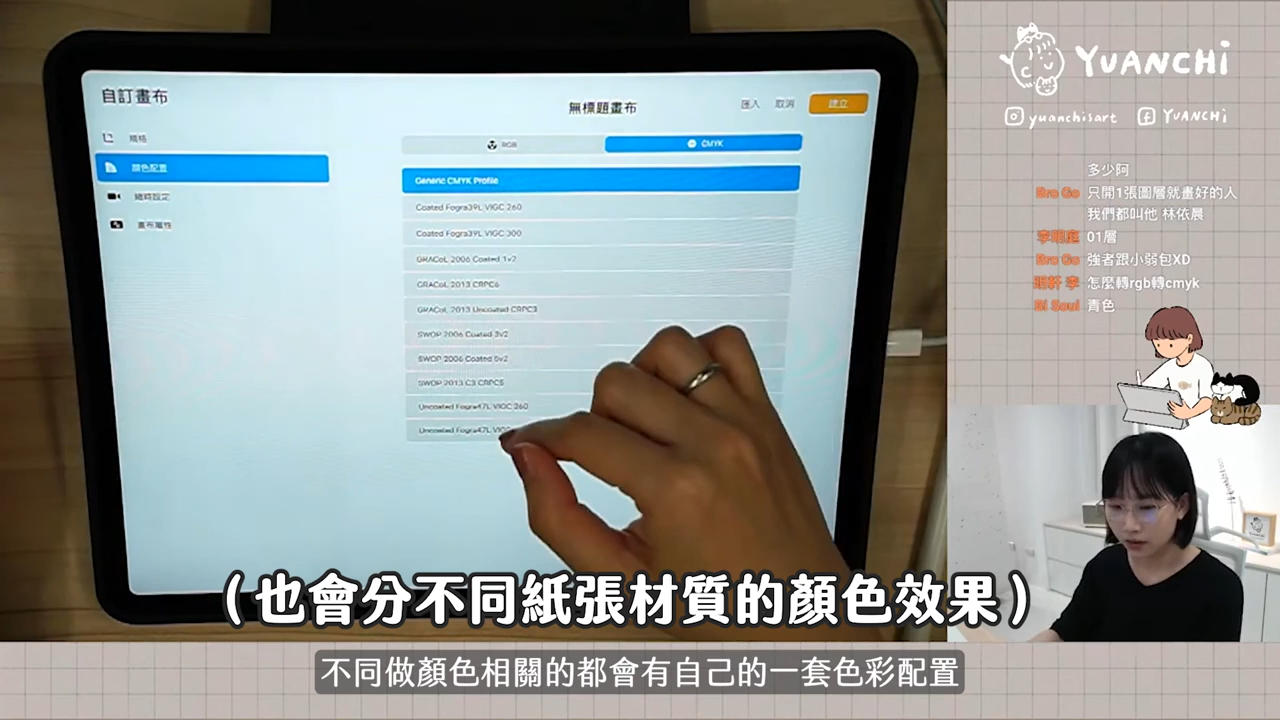 自訂畫布
無標題畫布
匯入
取消
建立
規格
顏色配置
縮時設定
畫布屬性
RGB
CMYK
Generic CMYK Profile
Coated Fogra39L VIGC 260
Coated Fogra39L VIGC 300
GRACoL 2006 Coated 1v2
GRACoL 2013 CRPC6
GRACoL 2013 Uncoated CRPC3
SWOP 2006 Coated 3v2
SWOP 2006 Coated 5v2
SWOP 2013 C3 CRPC5
Uncoated Fogra47L VIGC 260
Uncoated Fogra47L VIGC
YUANCHi
yuanchisart
YUANCHi
多少阿
Bro Go 只開1張圖層就畫好的人
我們都叫他 林依晨
01層
Bro Go 強者跟小弱包XD
怎麼轉rgb轉cmyk
Bi Soul 青色
(也會分不同紙張材質的顏色效果)
不同做顏色相關的都會有自己的一套色彩配置